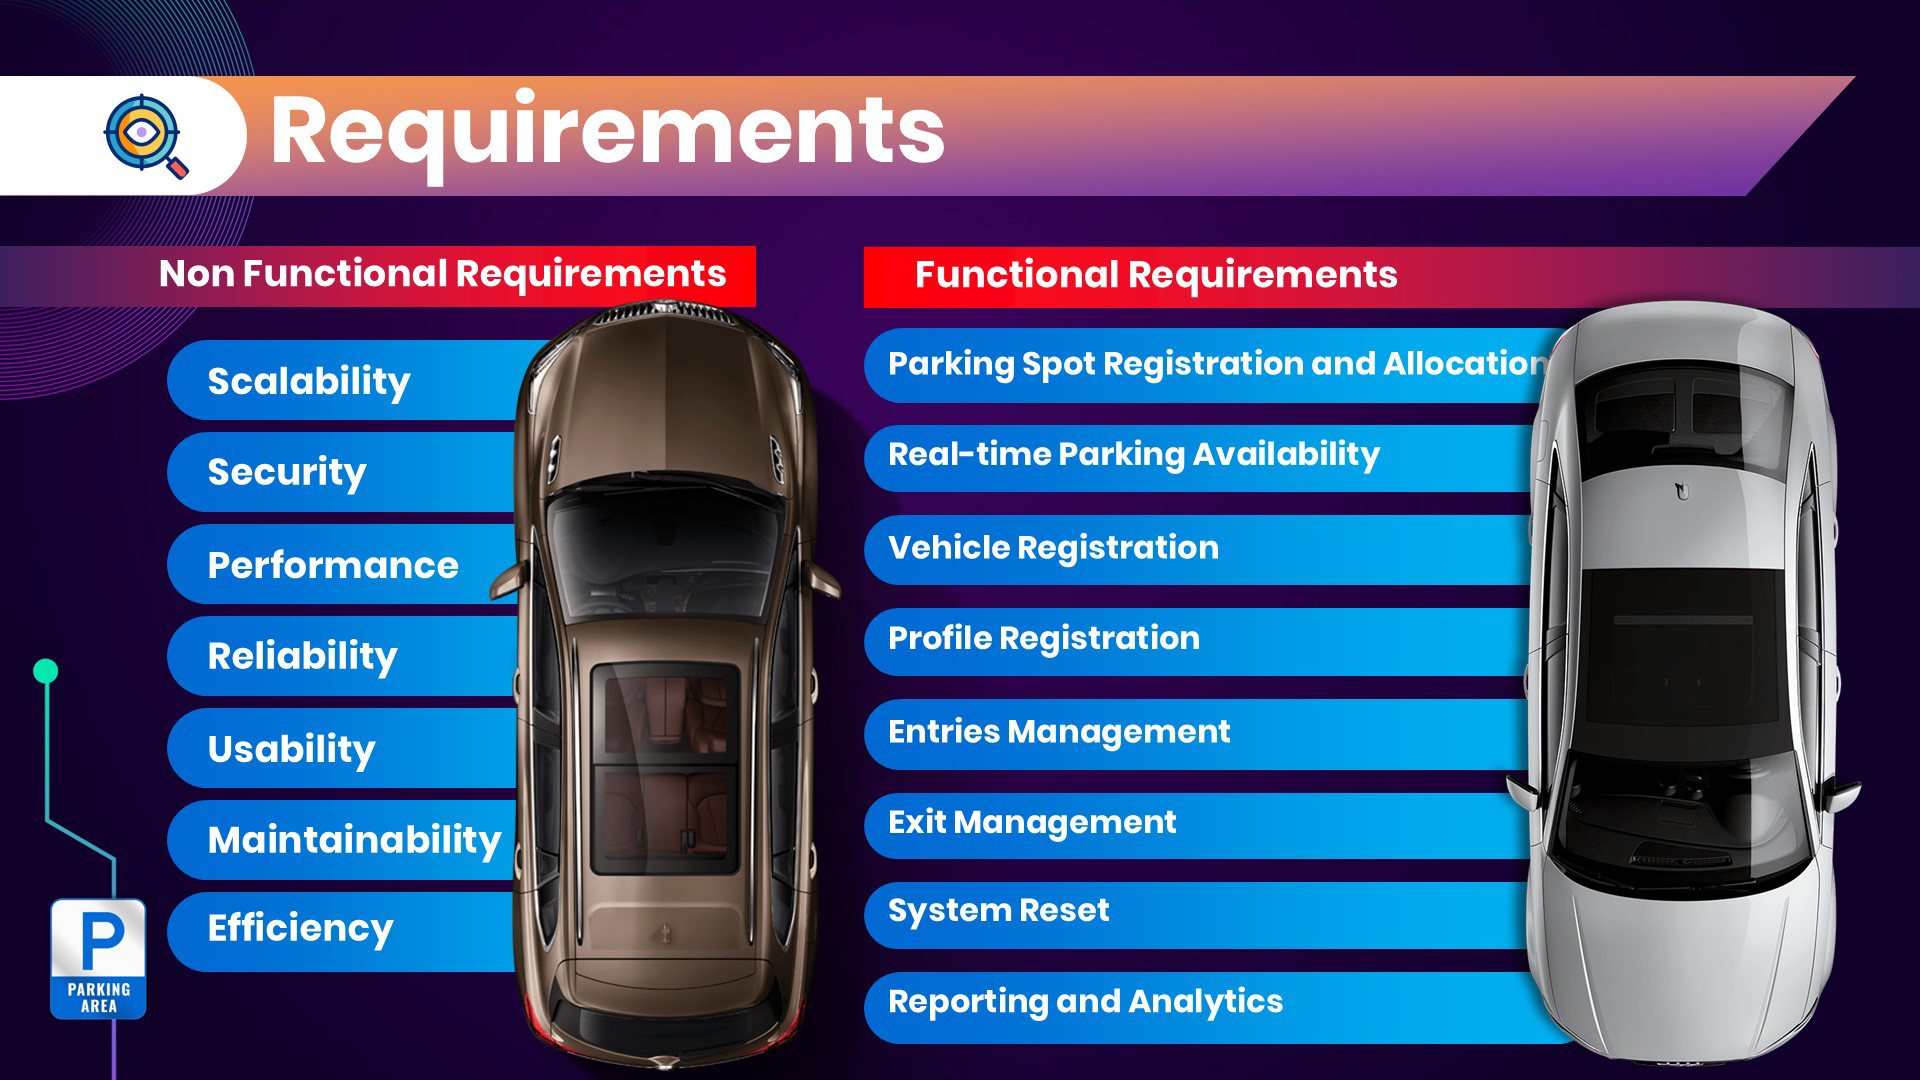 Requirements
Non Functional Requirements
Scalability
Security
Performance
Reliability
Usability
Maintainability
Efficiency
Functional Requirements
Parking Spot Registration and Allocation
Real-time Parking Availability
Vehicle Registration
Profile Registration
Entries Management
Exit Management
System Reset
Reporting and Analytics
P
PARKING
AREA